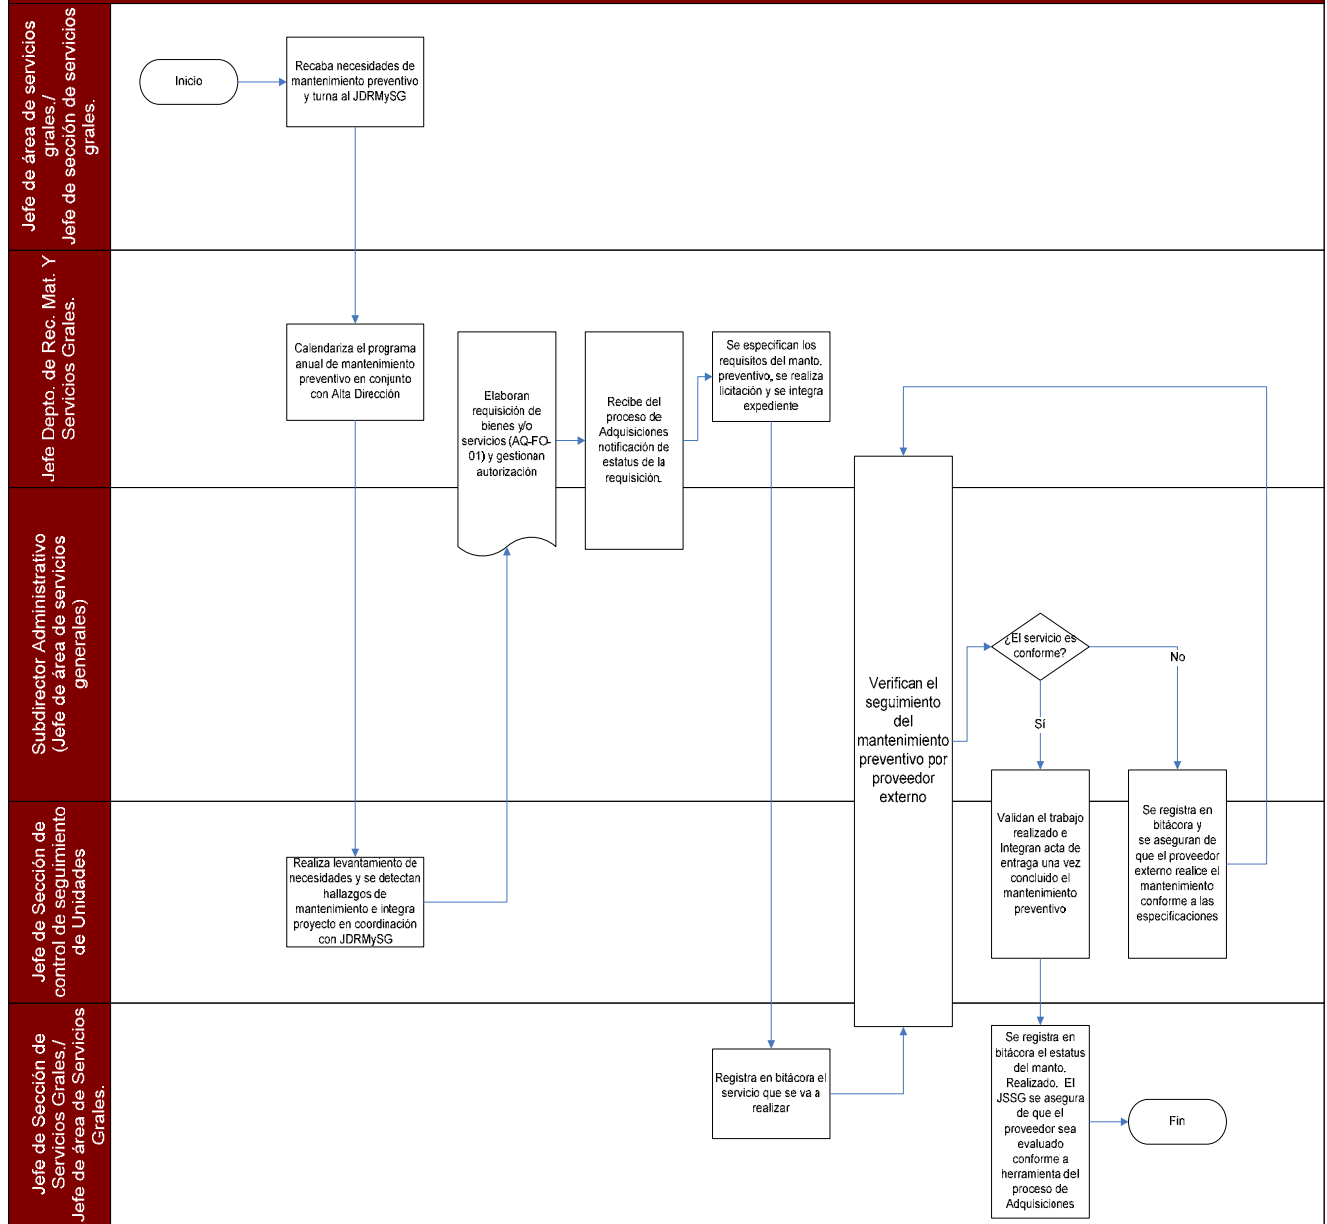 Jefe de área de servicios
grales./
Jefe de sección de servicios
grales.
Inicio
Recaba necesidades de
mantenimiento preventivo
y turna al JDRMySG
Jefe Depto. de Rec. Mat. Y
Servicios Grales.
Calendariza el programa
anual de mantenimiento
preventivo en conjunto
con Alta Dirección
Elaboran
requisición de
bienes y/o
servicios (AQ-FO-
01) y gestionan
autorización
Recibe del
proceso de
Adquisiciones
notificación de
estatus de la
requisición.
Se especifican los
requisitos del manto.
preventivo, se realiza
licitación y se integra
expediente
Subdirector Administrativo
(Jefe de área de servicios
generales)
Verifican el
seguimiento
del
mantenimiento
preventivo por
proveedor
externo
¿El servicio es
conforme?
No
Sí
Jefe de Sección de
control de seguimiento
de Unidades
Realiza levantamiento de
necesidades y se detectan
hallazgos de
mantenimiento e integra
proyecto en coordinación
con JDRMySG
Validan el trabajo
realizado e
Integran acta de
entraga una vez
concluido el
mantenimiento
preventivo
Se registra en
bitácora y
se aseguran de
que el proveedor
externo realice el
mantenimiento
conforme a las
especificaciones
Jefe de Sección de
Servicios Grales./
Jefe de área de Servicios
Grales.
Registra en bitácora el
servicio que se va a
realizar
Se registra en
bitácora el estatus
del manto.
Realizado. El
JSSG se asegura
de que el
proveedor sea
evaluado
conforme a
herramienta del
proceso de
Adquisiciones
Fin